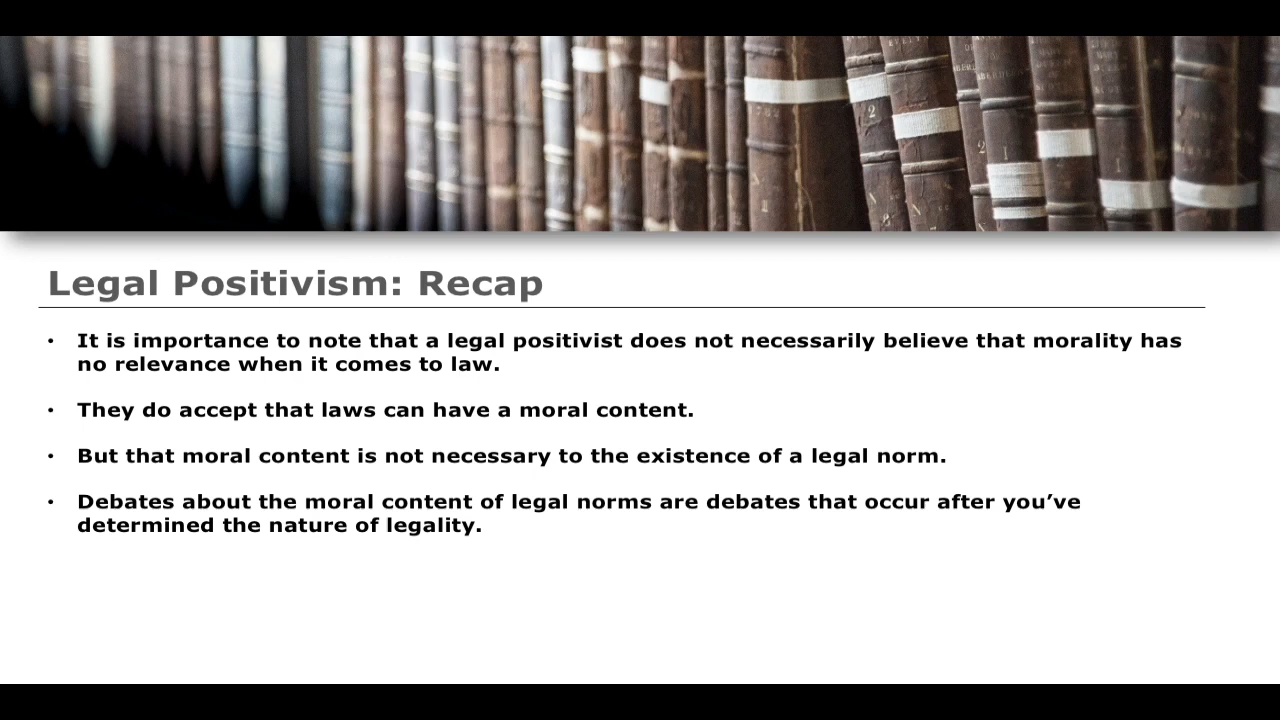 Legal Positivism: Recap
• It is importance to note that a legal positivist does not necessarily believe that morality has
no relevance when it comes to law.
• They do accept that laws can have a moral content.
• But that moral content is not necessary to the existence of a legal norm.
• Debates about the moral content of legal norms are debates that occur after you’ve
determined the nature of legality.